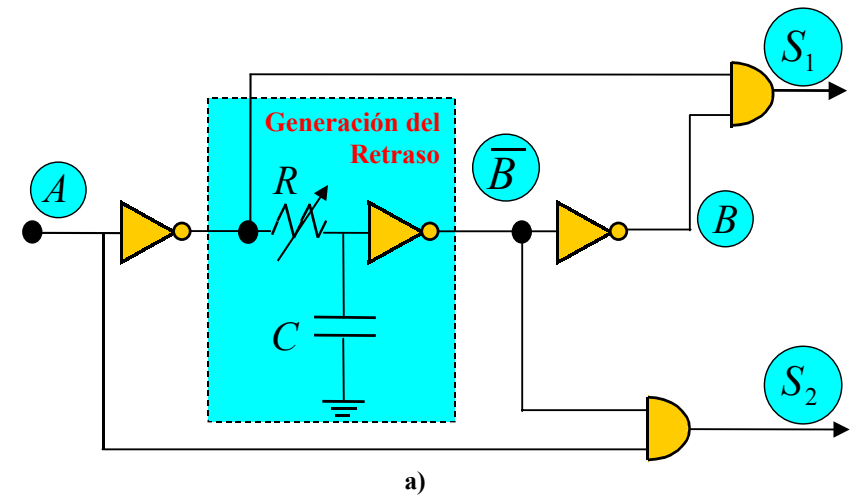 S₁
Generación del
Retraso
A
R
B̅
B
C
S₂
a)